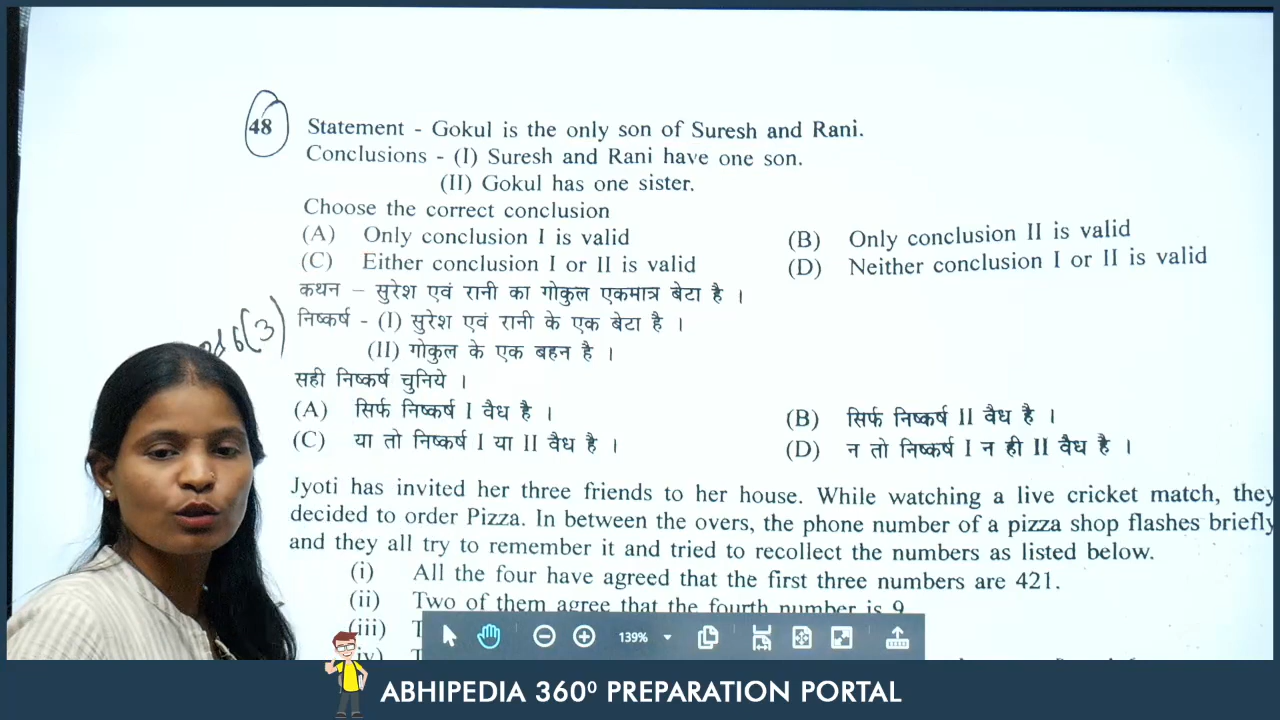 48 Statement - Gokul is the only son of Suresh and Rani.
Conclusions - (I) Suresh and Rani have one son.
(II) Gokul has one sister.
Choose the correct conclusion
(A) Only conclusion I is valid (B) Only conclusion II is valid
(C) Either conclusion I or II is valid (D) Neither conclusion I or II is valid
कथन – सुरेश एवं रानी का गोकुल एकमात्र बेटा है ।
निष्कर्ष - (I) सुरेश एवं रानी के एक बेटा है ।
(II) गोकुल के एक बहन है ।
6(3)
सही निष्कर्ष चुनिये ।
(A) सिर्फ निष्कर्ष I वैध है । (B) सिर्फ निष्कर्ष II वैध है ।
(C) या तो निष्कर्ष I या II वैध है । (D) न तो निष्कर्ष I न ही II वैध है ।
Jyoti has invited her three friends to her house. While watching a live cricket match, they
decided to order Pizza. In between the overs, the phone number of a pizza shop flashes briefly
and they all try to remember it and tried to recollect the numbers as listed below.
(i) All the four have agreed that the first three numbers are 421.
(ii) Two of them agree that the fourth number is 9
(iii)
139%
ABHIPEDIA 360⁰ PREPARATION PORTAL